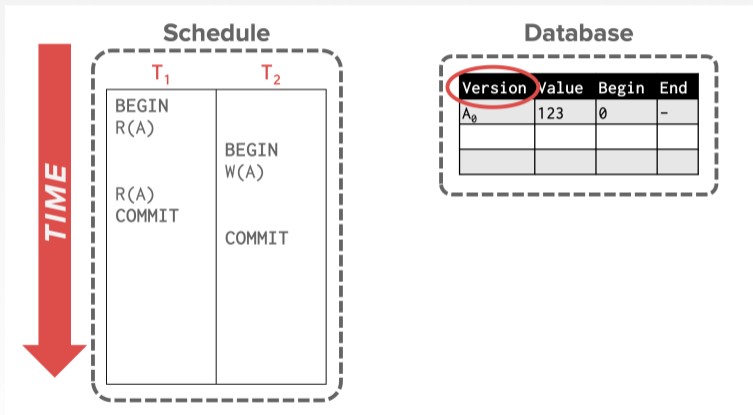 Schedule
T1 T2
BEGIN
R(A)
BEGIN
W(A)
R(A)
COMMIT
COMMIT
TIME
Database
Version Value Begin End
A0 123 0 –